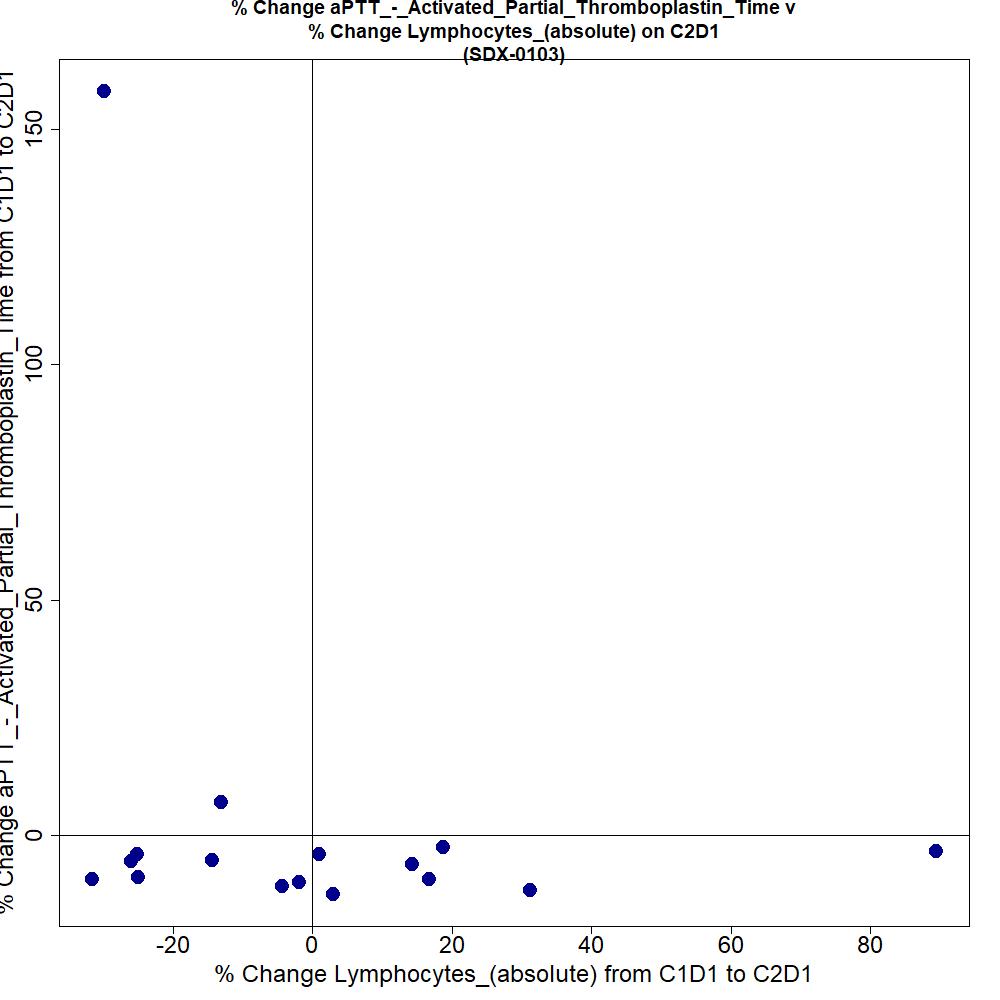 % Change aPTT_-_Activated_Partial_Thromboplastin_Time v
% Change Lymphocytes_(absolute) on C2D1
(SDX-0103)
% Change aPTT_-_Activated_Partial_Thromboplastin_Time from C1D1 to C2D1
150
100
50
0
-20
0
20
40
60
80
% Change Lymphocytes_(absolute) from C1D1 to C2D1